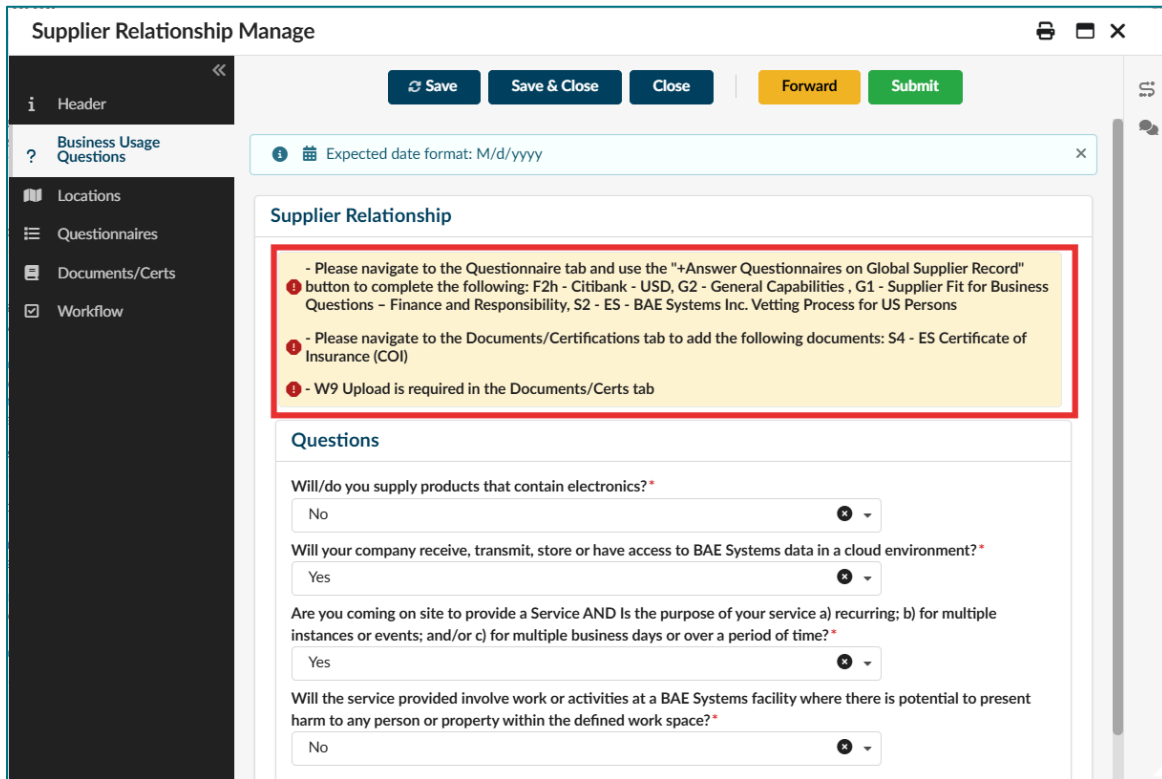 Supplier Relationship Manage
Header
Business Usage
Questions
Locations
Questionnaires
Documents/Certs
Workflow
Save
Save & Close
Close
Forward
Submit
Expected date format: M/d/yyyy
Supplier Relationship
- Please navigate to the Questionnaire tab and use the "+Answer Questionnaires on Global Supplier Record"
button to complete the following: F2h - Citibank - USD, G2 - General Capabilities , G1 - Supplier Fit for Business
Questions – Finance and Responsibility, S2 - ES - BAE Systems Inc. Vetting Process for US Persons
- Please navigate to the Documents/Certifications tab to add the following documents: S4 - ES Certificate of
Insurance (COI)
- W9 Upload is required in the Documents/Certs tab
Questions
Will/do you supply products that contain electronics?*
No
Will your company receive, transmit, store or have access to BAE Systems data in a cloud environment?*
Yes
Are you coming on site to provide a Service AND Is the purpose of your service a) recurring; b) for multiple
instances or events; and/or c) for multiple business days or over a period of time?*
Yes
Will the service provided involve work or activities at a BAE Systems facility where there is potential to present
harm to any person or property within the defined work space?*
No